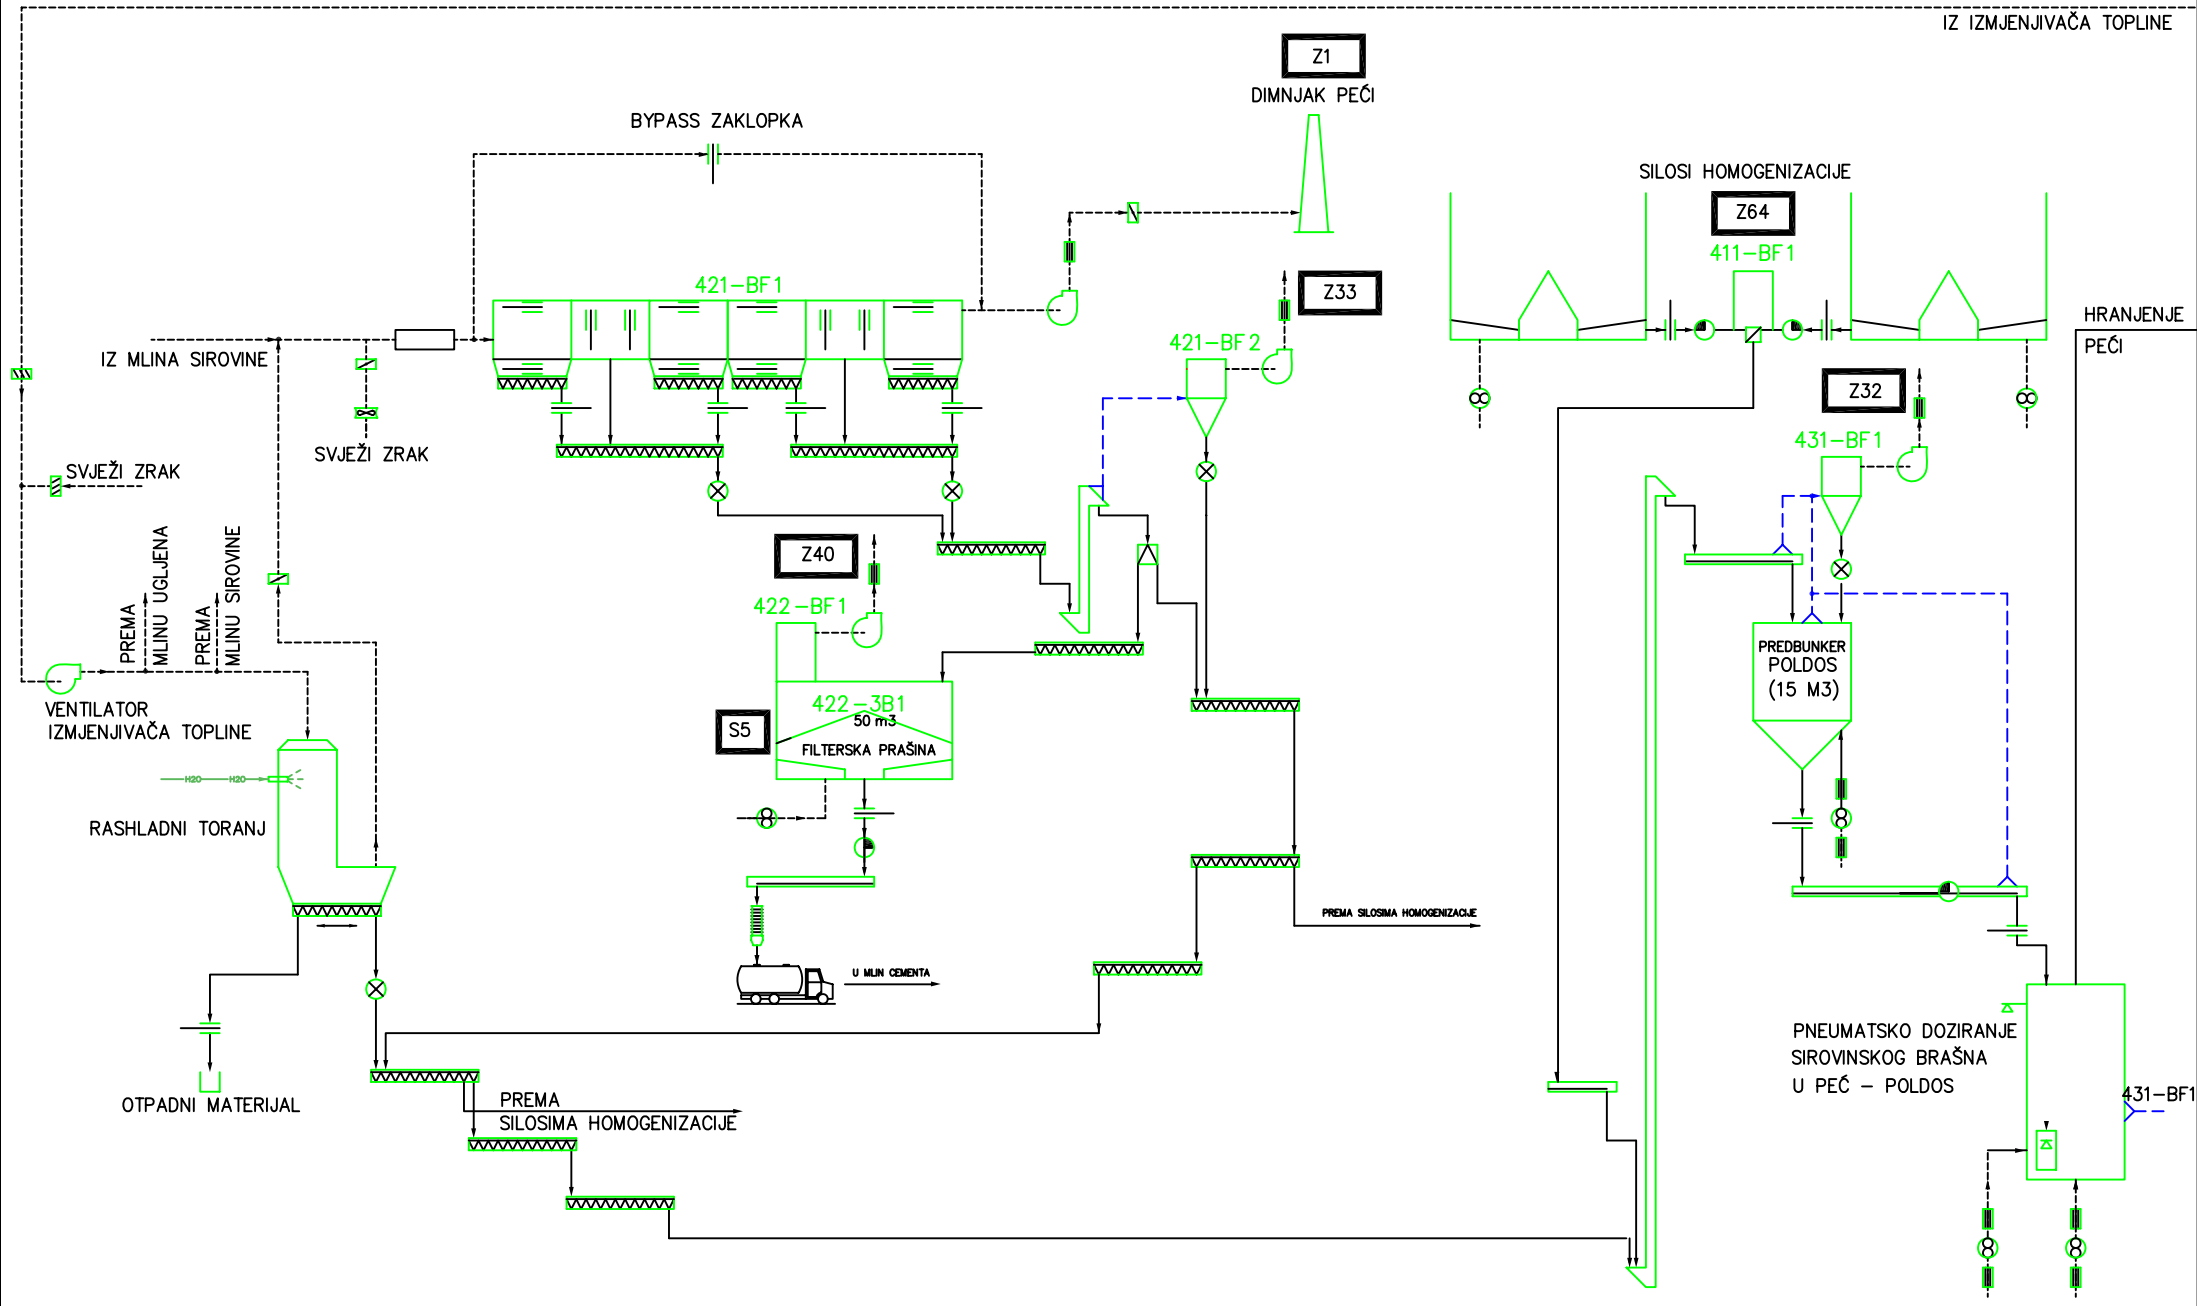 IZ IZMJENJIVAČA TOPLINE
Z1
DIMNJAK PEĆI
BYPASS ZAKLOPKA
SILOSI HOMOGENIZACIJE
Z64
411-BF1
421-BF1
Z33
421-BF2
HRANJENJE
PEĆI
IZ MLINA SIROVINE
Z32
431-BF1
SVJEŽI ZRAK
SVJEŽI ZRAK
PREMA
MLINU UGLJENA
PREMA
MLINU SIROVINE
Z40
422-BF1
PREDBUNKER
POLDOS
(15 M3)
VENTILATOR
IZMJENJIVAČA TOPLINE
S5
422-3B1
50 m3
FILTERSKA PRAŠINA
H2O H2O
RASHLADNI TORANJ
PREMA SILOSIMA HOMOGENIZACIJE
U MLIN CEMENTA
PNEUMATSKO DOZIRANJE
SIROVINSKOG BRAŠNA
U PEĆ - POLDOS
431-BF1
OTPADNI MATERIJAL
PREMA
SILOSIMA HOMOGENIZACIJE